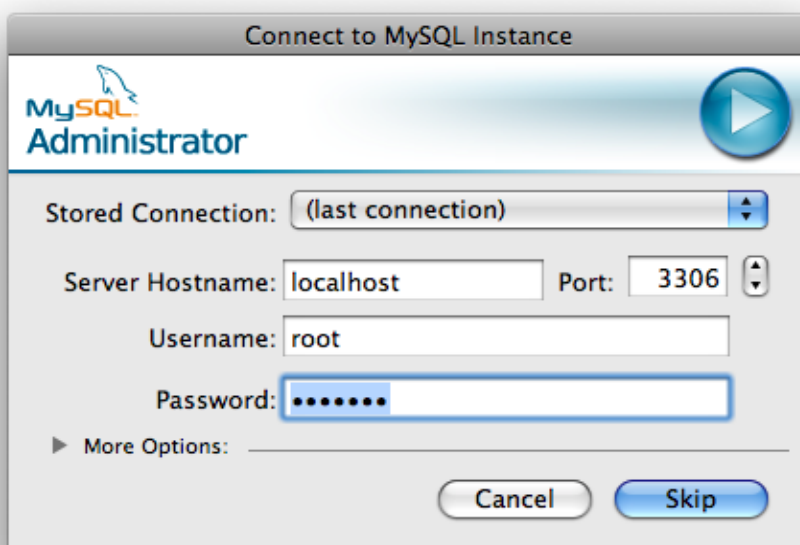 Connect to MySQL Instance
MySQL
Administrator
Stored Connection: (last connection)
Server Hostname: localhost Port: 3306
Username: root
Password: •••••••
More Options:
Cancel Skip